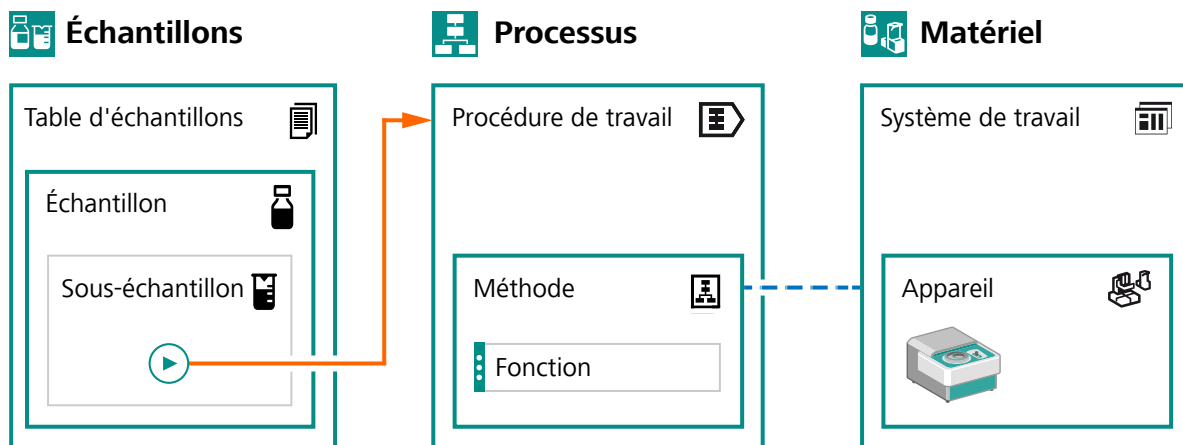 Échantillons
Processus
Matériel
Table d'échantillons
Procédure de travail
Système de travail
Échantillon
Sous-échantillon
Méthode
Appareil
Fonction